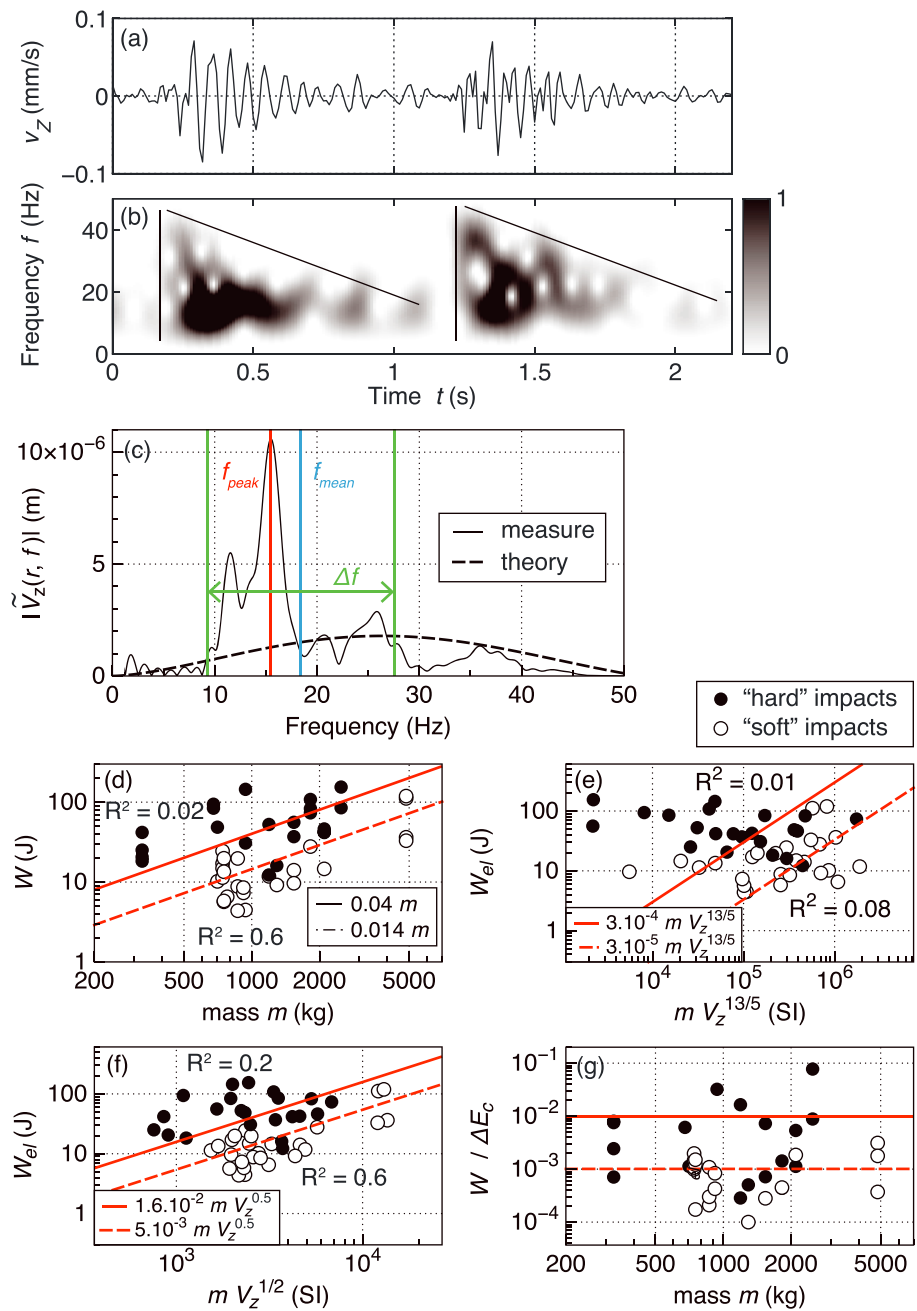 (a)
0.1
0
−0.1
v_Z (mm/s)
(b)
Frequency f (Hz)
40
20
0
1
0
0.5
1
1.5
2
Time t (s)
(c)
10×10⁻⁶
5
0
|Ṽ_z(r, f)| (m)
f_peak
f_mean
Δf
measure
theory
0
10
20
30
40
50
Frequency (Hz)
"hard" impacts
"soft" impacts
(d)
W (J)
100
10
1
R² = 0.02
R² = 0.6
0.04 m
0.014 m
200
500
1000
2000
5000
mass m (kg)
(e)
W_el (J)
100
10
1
R² = 0.01
R² = 0.08
3.10⁻⁴ m V_z^13/5
3.10⁻⁵ m V_z^13/5
10⁴
10⁵
10⁶
m V_z^13/5 (SI)
(f)
W_el (J)
100
10
1
R² = 0.2
R² = 0.6
1.6.10⁻² m V_z^0.5
5.10⁻³ m V_z^0.5
10³
10⁴
m V_z^1/2 (SI)
(g)
W / ΔE_c
10⁻¹
10⁻²
10⁻³
10⁻⁴
200
500
1000
2000
5000
mass m (kg)